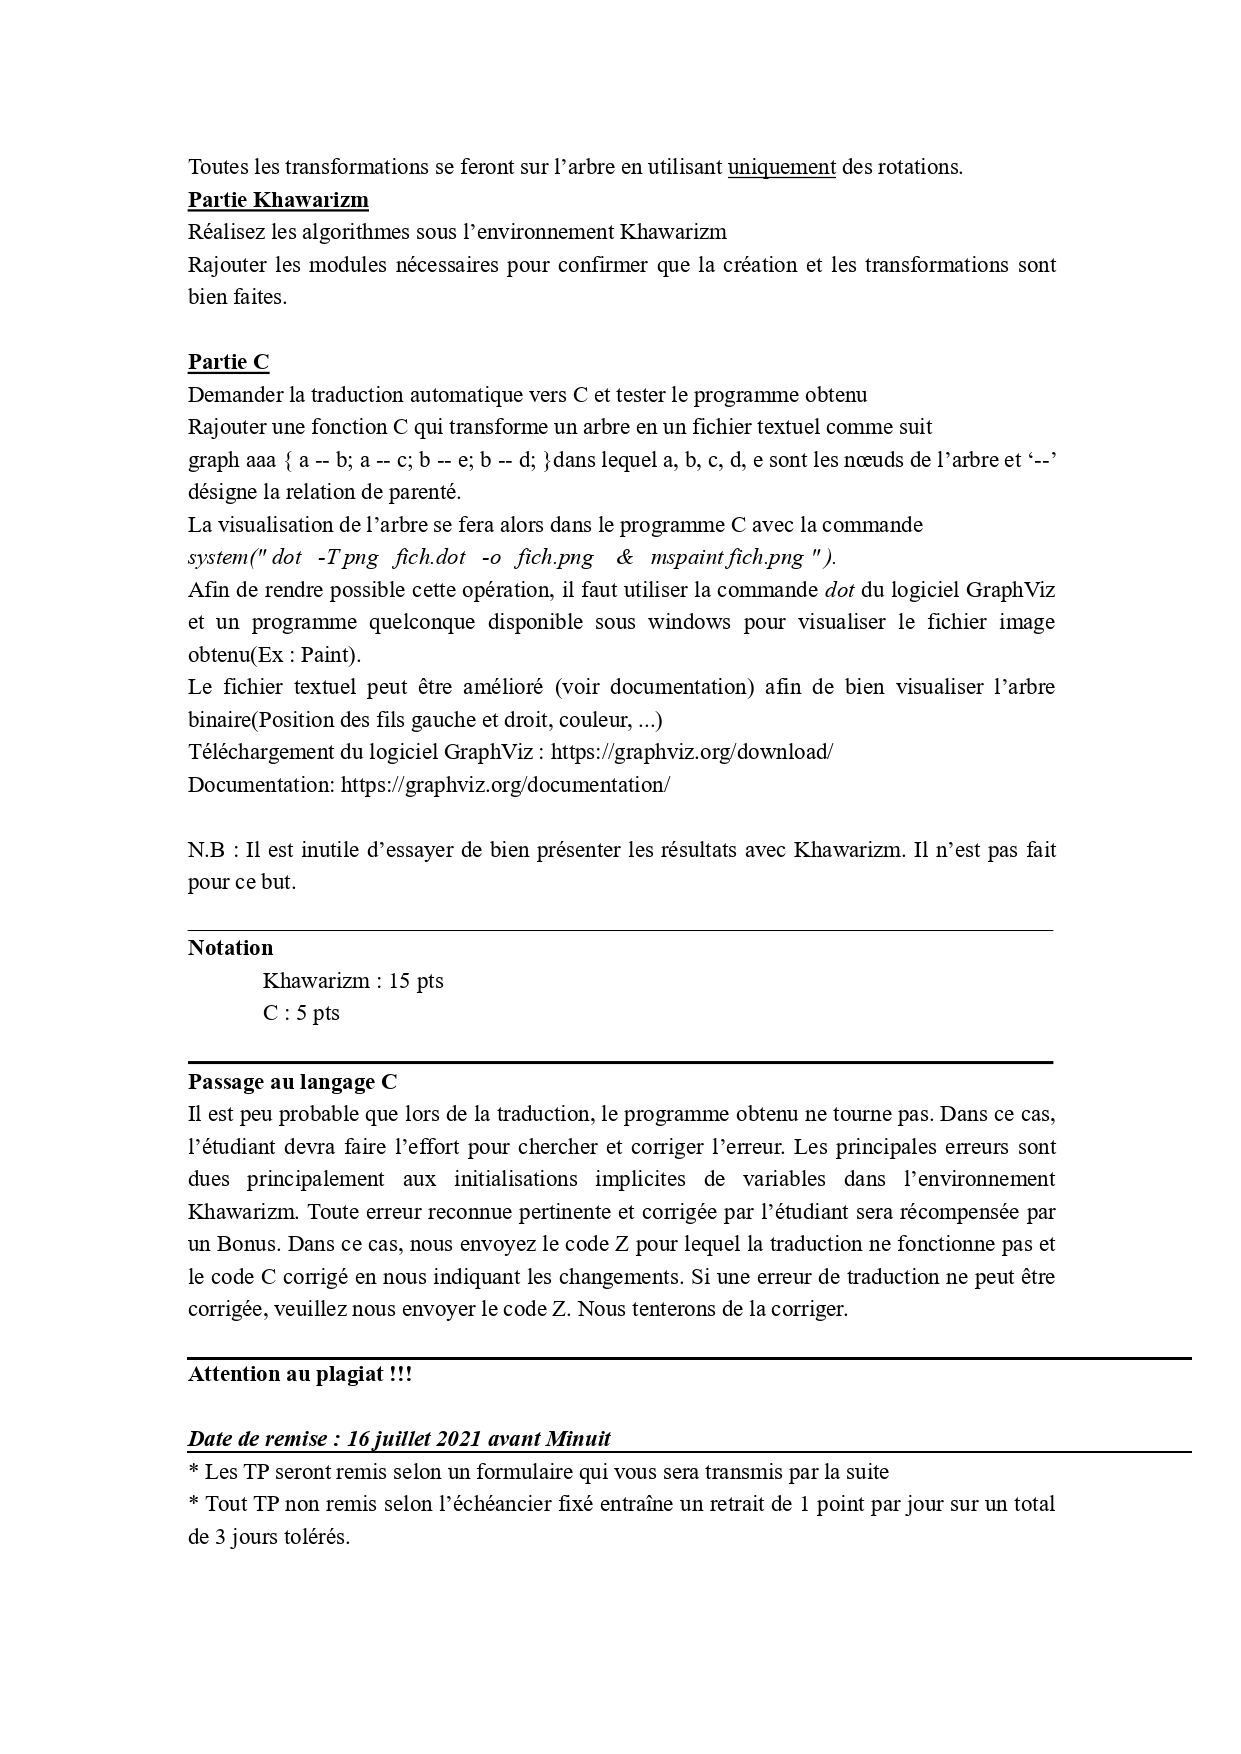 Toutes les transformations se feront sur l’arbre en utilisant uniquement des rotations.
Partie Khawarizm
Réalisez les algorithmes sous l’environnement Khawarizm
Rajouter les modules nécessaires pour confirmer que la création et les transformations sont
bien faites.
Partie C
Demander la traduction automatique vers C et tester le programme obtenu
Rajouter une fonction C qui transforme un arbre en un fichier textuel comme suit
graph aaa { a -- b; a -- c; b -- e; b -- d; }dans lequel a, b, c, d, e sont les nœuds de l’arbre et ‘--’
désigne la relation de parenté.
La visualisation de l’arbre se fera alors dans le programme C avec la commande
system(" dot -T png fich.dot -o fich.png & mspaint fich.png " ).
Afin de rendre possible cette opération, il faut utiliser la commande dot du logiciel GraphViz
et un programme quelconque disponible sous windows pour visualiser le fichier image
obtenu(Ex : Paint).
Le fichier textuel peut être amélioré (voir documentation) afin de bien visualiser l’arbre
binaire(Position des fils gauche et droit, couleur, ...)
Téléchargement du logiciel GraphViz : https://graphviz.org/download/
Documentation: https://graphviz.org/documentation/
N.B : Il est inutile d’essayer de bien présenter les résultats avec Khawarizm. Il n’est pas fait
pour ce but.
Notation
Khawarizm : 15 pts
C : 5 pts
Passage au langage C
Il est peu probable que lors de la traduction, le programme obtenu ne tourne pas. Dans ce cas,
l’étudiant devra faire l’effort pour chercher et corriger l’erreur. Les principales erreurs sont
dues principalement aux initialisations implicites de variables dans l’environnement
Khawarizm. Toute erreur reconnue pertinente et corrigée par l’étudiant sera récompensée par
un Bonus. Dans ce cas, nous envoyez le code Z pour lequel la traduction ne fonctionne pas et
le code C corrigé en nous indiquant les changements. Si une erreur de traduction ne peut être
corrigée, veuillez nous envoyer le code Z. Nous tenterons de la corriger.
Attention au plagiat !!!
Date de remise : 16 juillet 2021 avant Minuit
* Les TP seront remis selon un formulaire qui vous sera transmis par la suite
* Tout TP non remis selon l’échéancier fixé entraîne un retrait de 1 point par jour sur un total
de 3 jours tolérés.